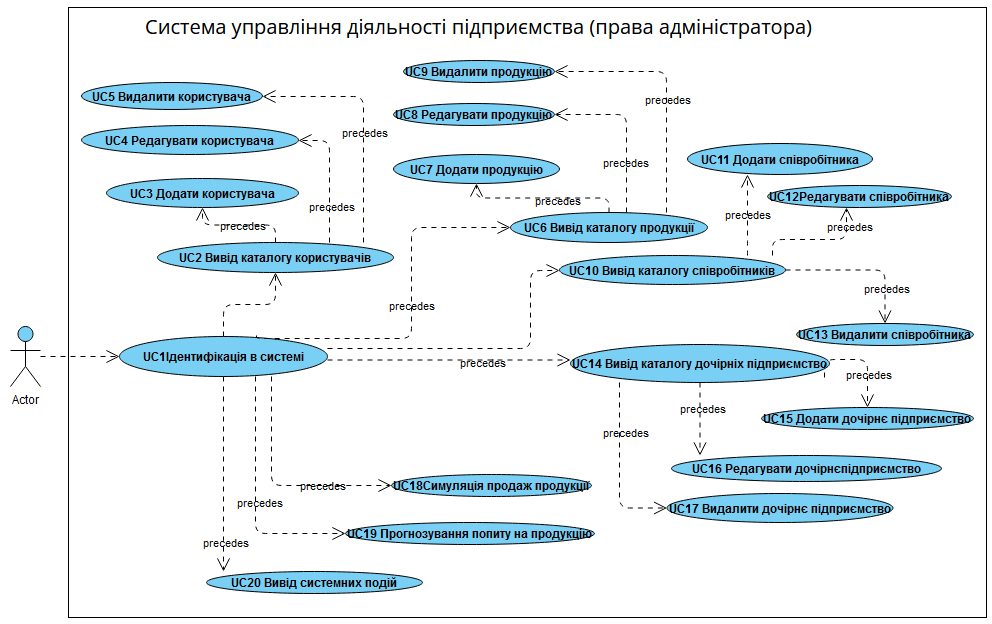 Система управління діяльності підприємства (права адміністратора)
UC9 Видалити продукцію
UC5 Видалити користувача
precedes
UC8 Редагувати продукцію
precedes
UC4 Редагувати користувача
UC11 Додати співробітника
precedes
UC7 Додати продукцію
UC3 Додати користувача
UC12Редагувати співробітника
precedes
precedes
precedes
precedes
precedes
UC6 Вивід каталогу продукції
UC2 Вивід каталогу користувачів
UC10 Вивід каталогу співробітників
precedes
precedes
UC13 Видалити співробітника
UC1Ідентифікація в системі
precedes
UC14 Вивід каталогу дочірніх підприємство
precedes
Actor
precedes
UC15 Додати дочірнє підприємство
precedes
UC16 Редагувати дочірнєпідприємство
precedes
UC18Симуляція продаж продукції
precedes
UC17 Видалити дочірнє підприємство
UC19 Прогнозування попиту на продукцію
precedes
UC20 Вивід системних подій